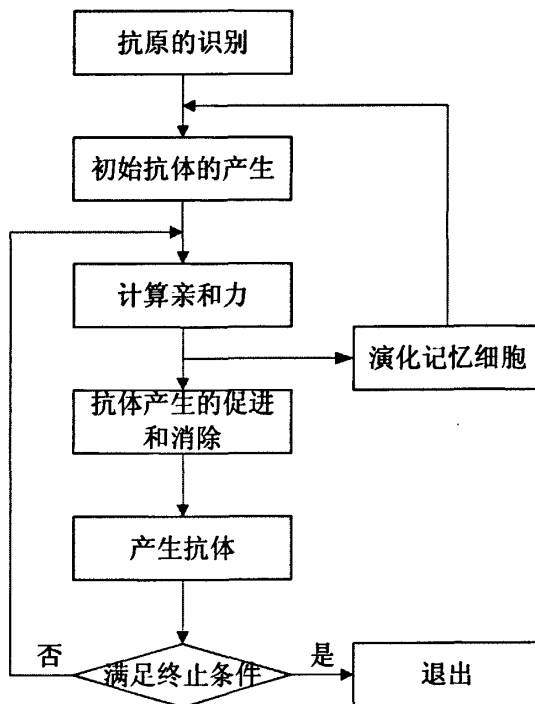 抗原的识别
初始抗体的产生
计算亲和力
演化记忆细胞
抗体产生的促进
和消除
产生抗体
否
满足终止条件
是
退出